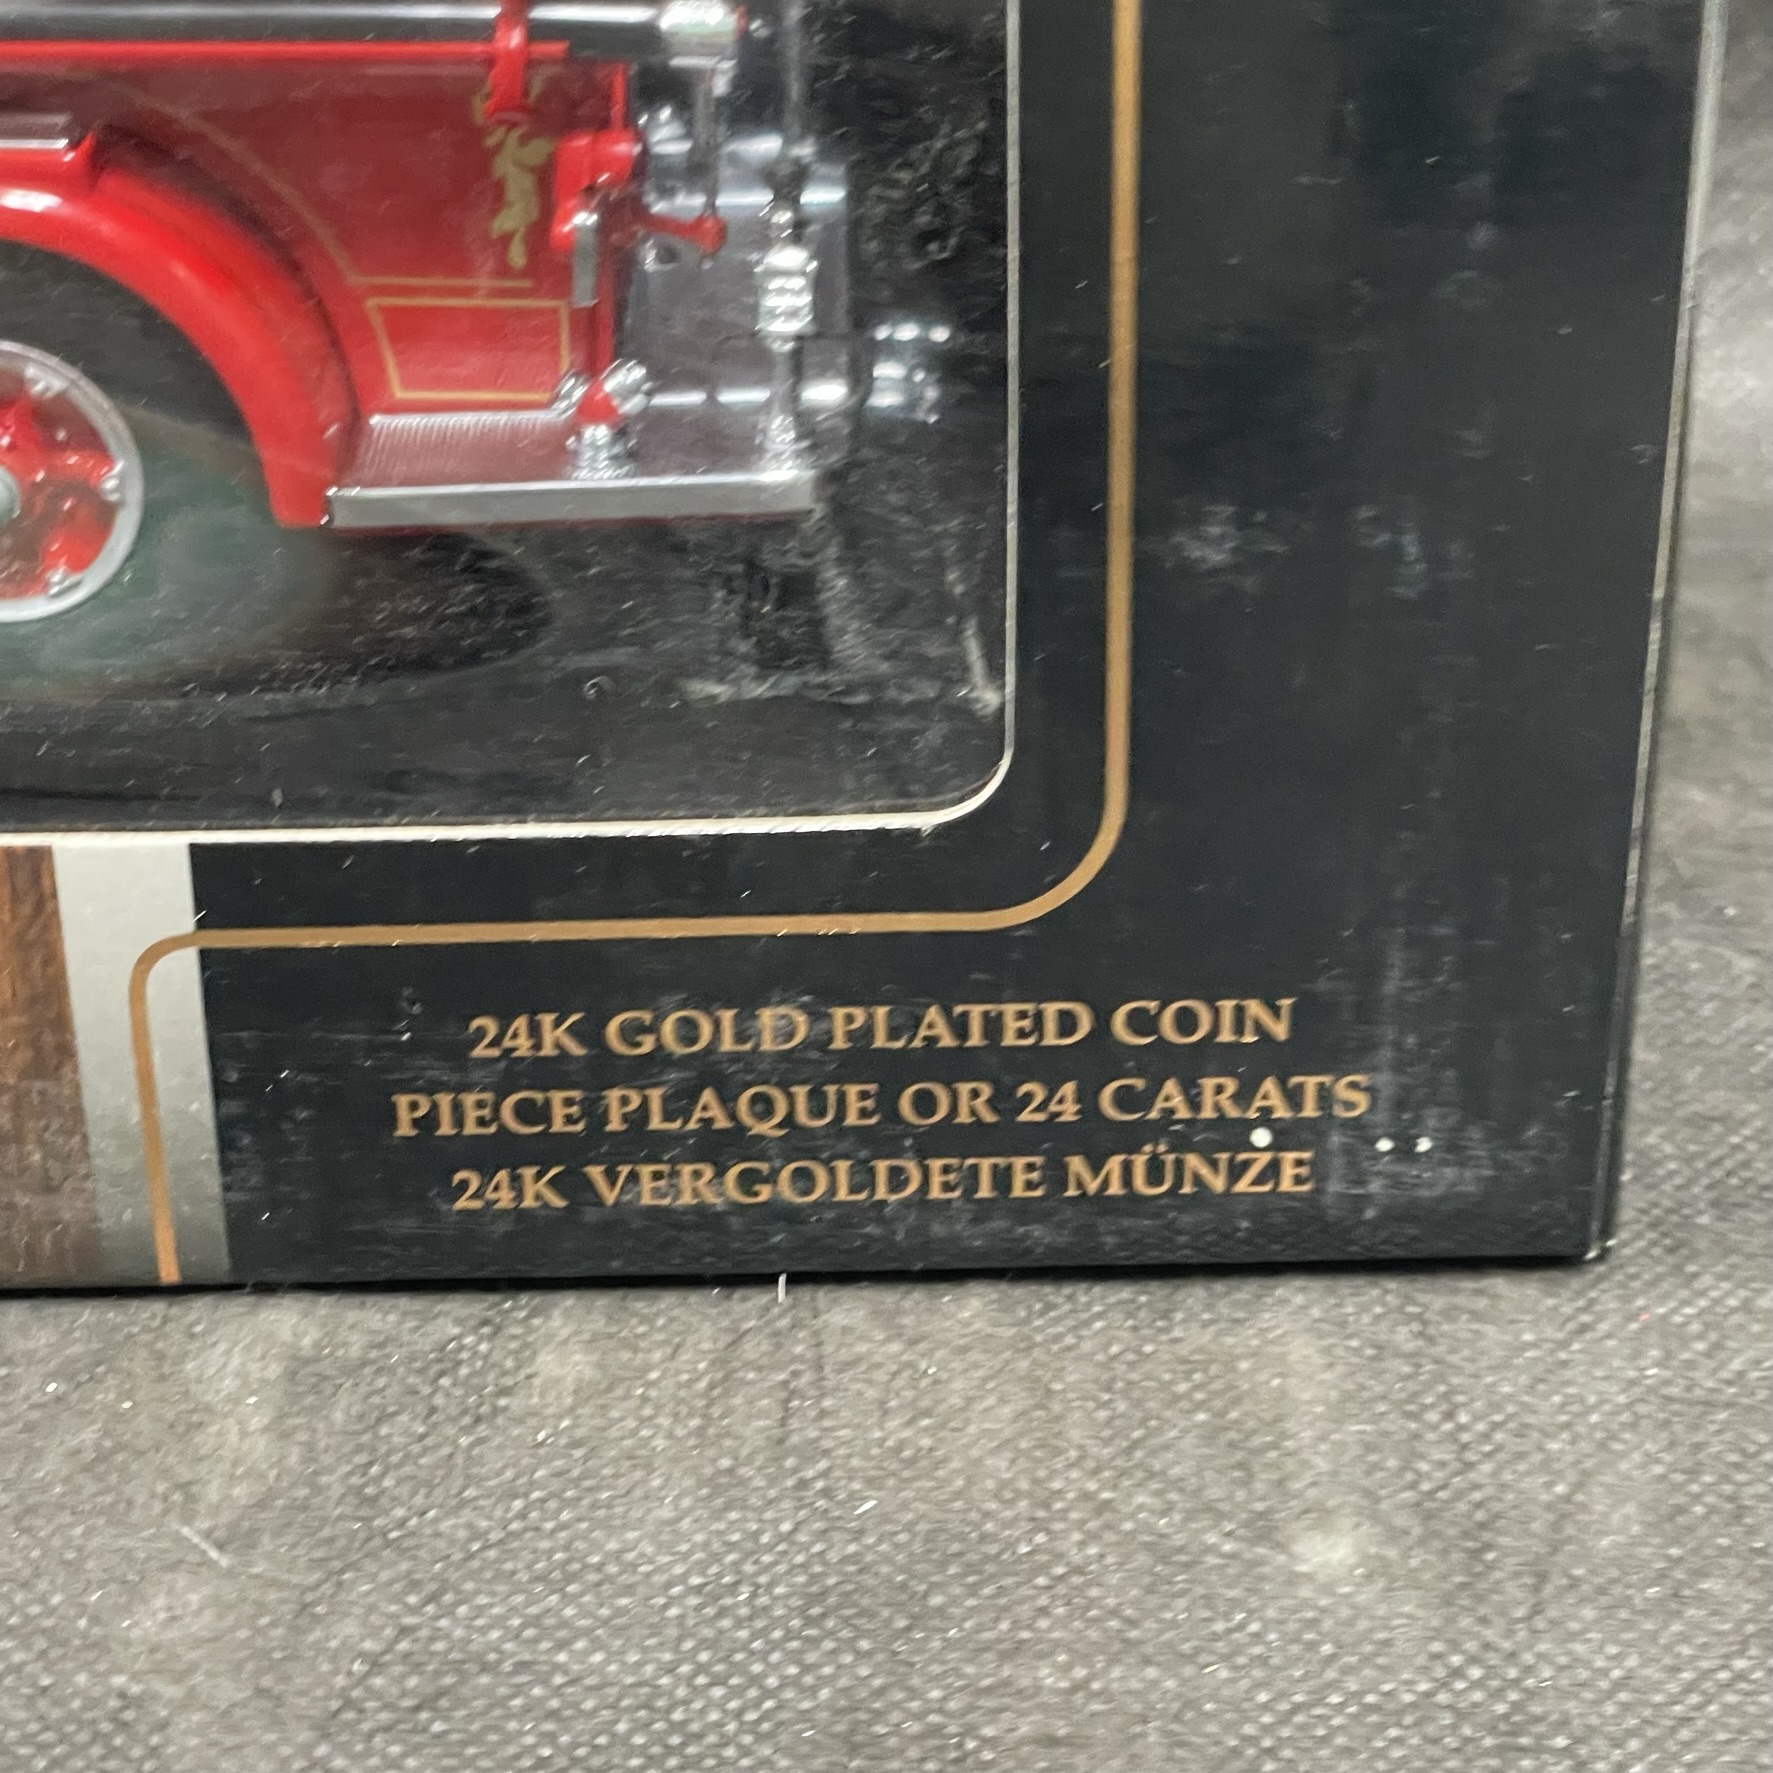 24K GOLD PLATED COIN
PIECE PLAQUE OR 24 CARATS
24K VERGOLDETE MÜNZE